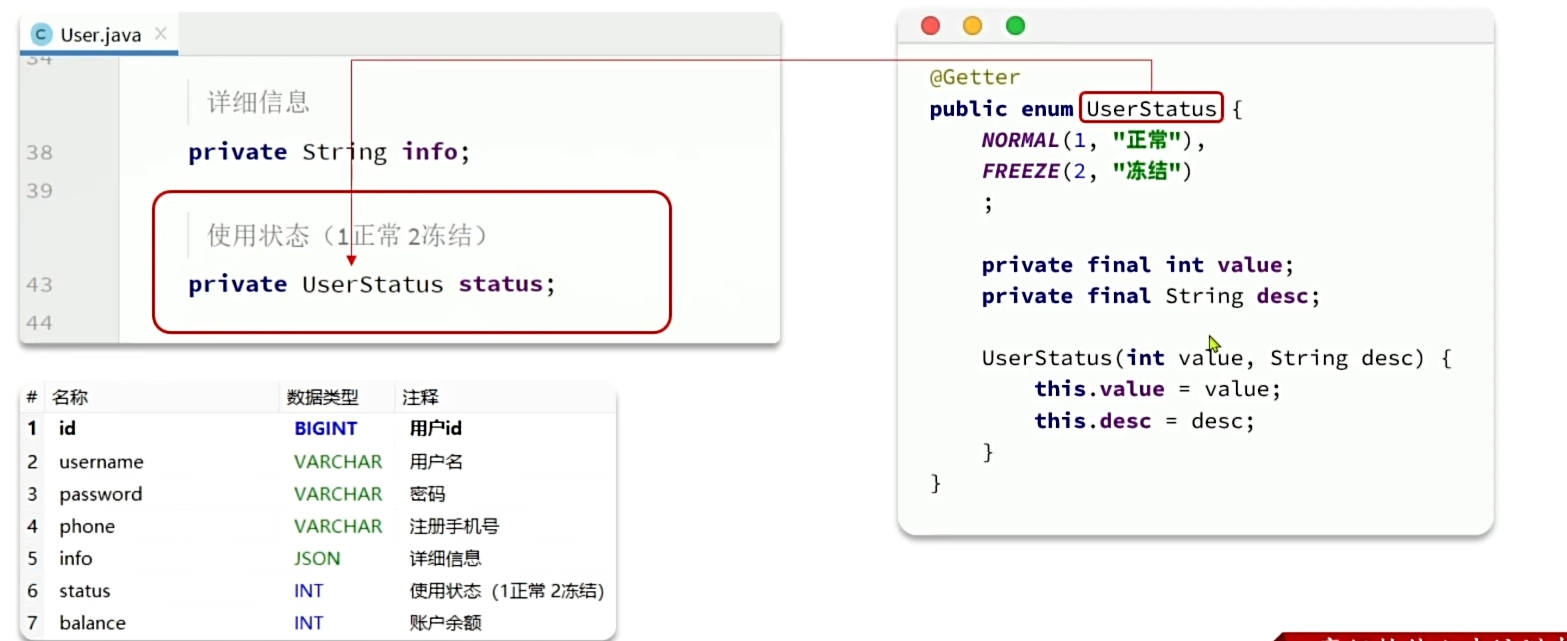 User.java
34
详细信息
38 private String info;
39
使用状态（1正常 2冻结）
43 private UserStatus status;
44
@Getter
public enum UserStatus {
NORMAL(1, "正常"),
FREEZE(2, "冻结")
;
private final int value;
private final String desc;
UserStatus(int value, String desc) {
this.value = value;
this.desc = desc;
}
}
# 名称 数据类型 注释
1 id BIGINT 用户id
2 username VARCHAR 用户名
3 password VARCHAR 密码
4 phone VARCHAR 注册手机号
5 info JSON 详细信息
6 status INT 使用状态（1正常 2冻结）
7 balance INT 账户余额